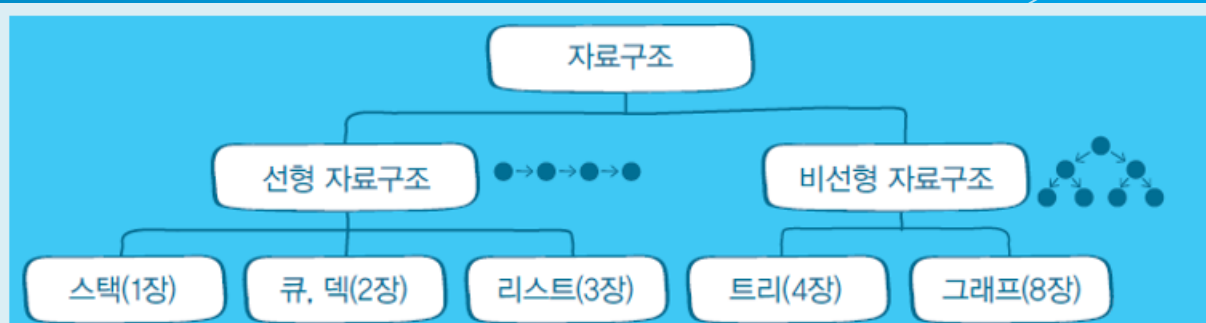 자료구조
선형 자료구조
비선형 자료구조
스택(1장)
큐, 덱(2장)
리스트(3장)
트리(4장)
그래프(8장)